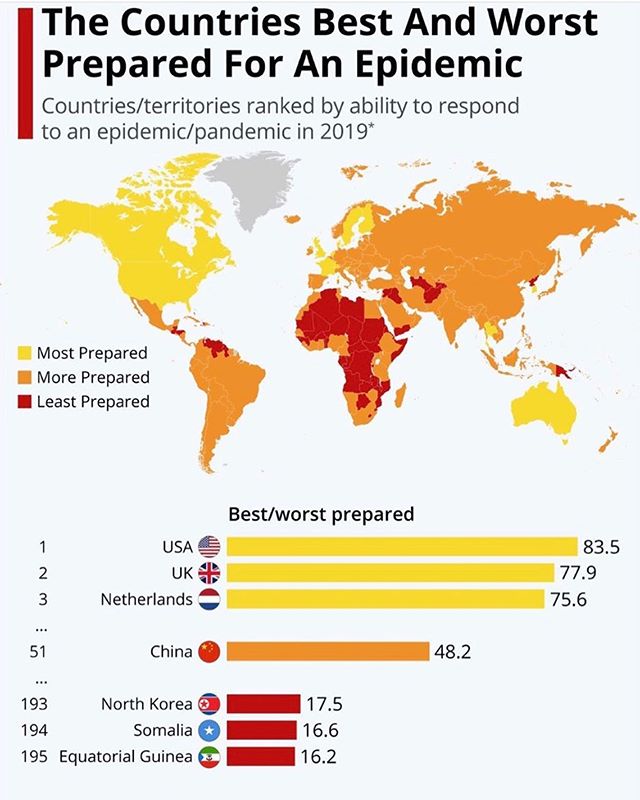 The Countries Best And Worst
Prepared For An Epidemic
Countries/territories ranked by ability to respond
to an epidemic/pandemic in 2019*
Most Prepared
More Prepared
Least Prepared
Best/worst prepared
1 USA 83.5
2 UK 77.9
3 Netherlands 75.6
...
51 China 48.2
...
193 North Korea 17.5
194 Somalia 16.6
195 Equatorial Guinea 16.2